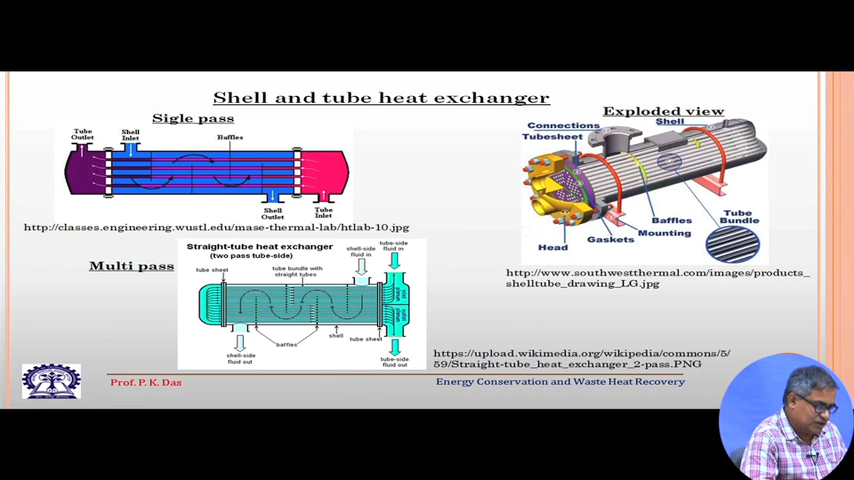 Shell and tube heat exchanger
Sigle pass
Tube
Outlet
Shell
Inlet
Baffles
Shell
Outlet
Tube
Inlet
http://classes.engineering.wustl.edu/mase-thermal-lab/htlab-10.jpg
Multi pass
Straight-tube heat exchanger
(two pass tube-side)
tube sheet
tube bundle with
straight tubes
shell-side
fluid in
tube-side
fluid in
baffles
shell
tube sheet
shell-side
fluid out
tube-side
fluid out
Exploded view
Connections
Shell
Tubesheet
Tube
Bundle
Baffles
Mounting
Gaskets
Head
http://www.southwestthermal.com/images/products_
shelltube_drawing_LG.jpg
https://upload.wikimedia.org/wikipedia/commons/5/
59/Straight-tube_heat_exchanger_2-pass.PNG
Prof. P. K. Das
Energy Conservation and Waste Heat Recovery